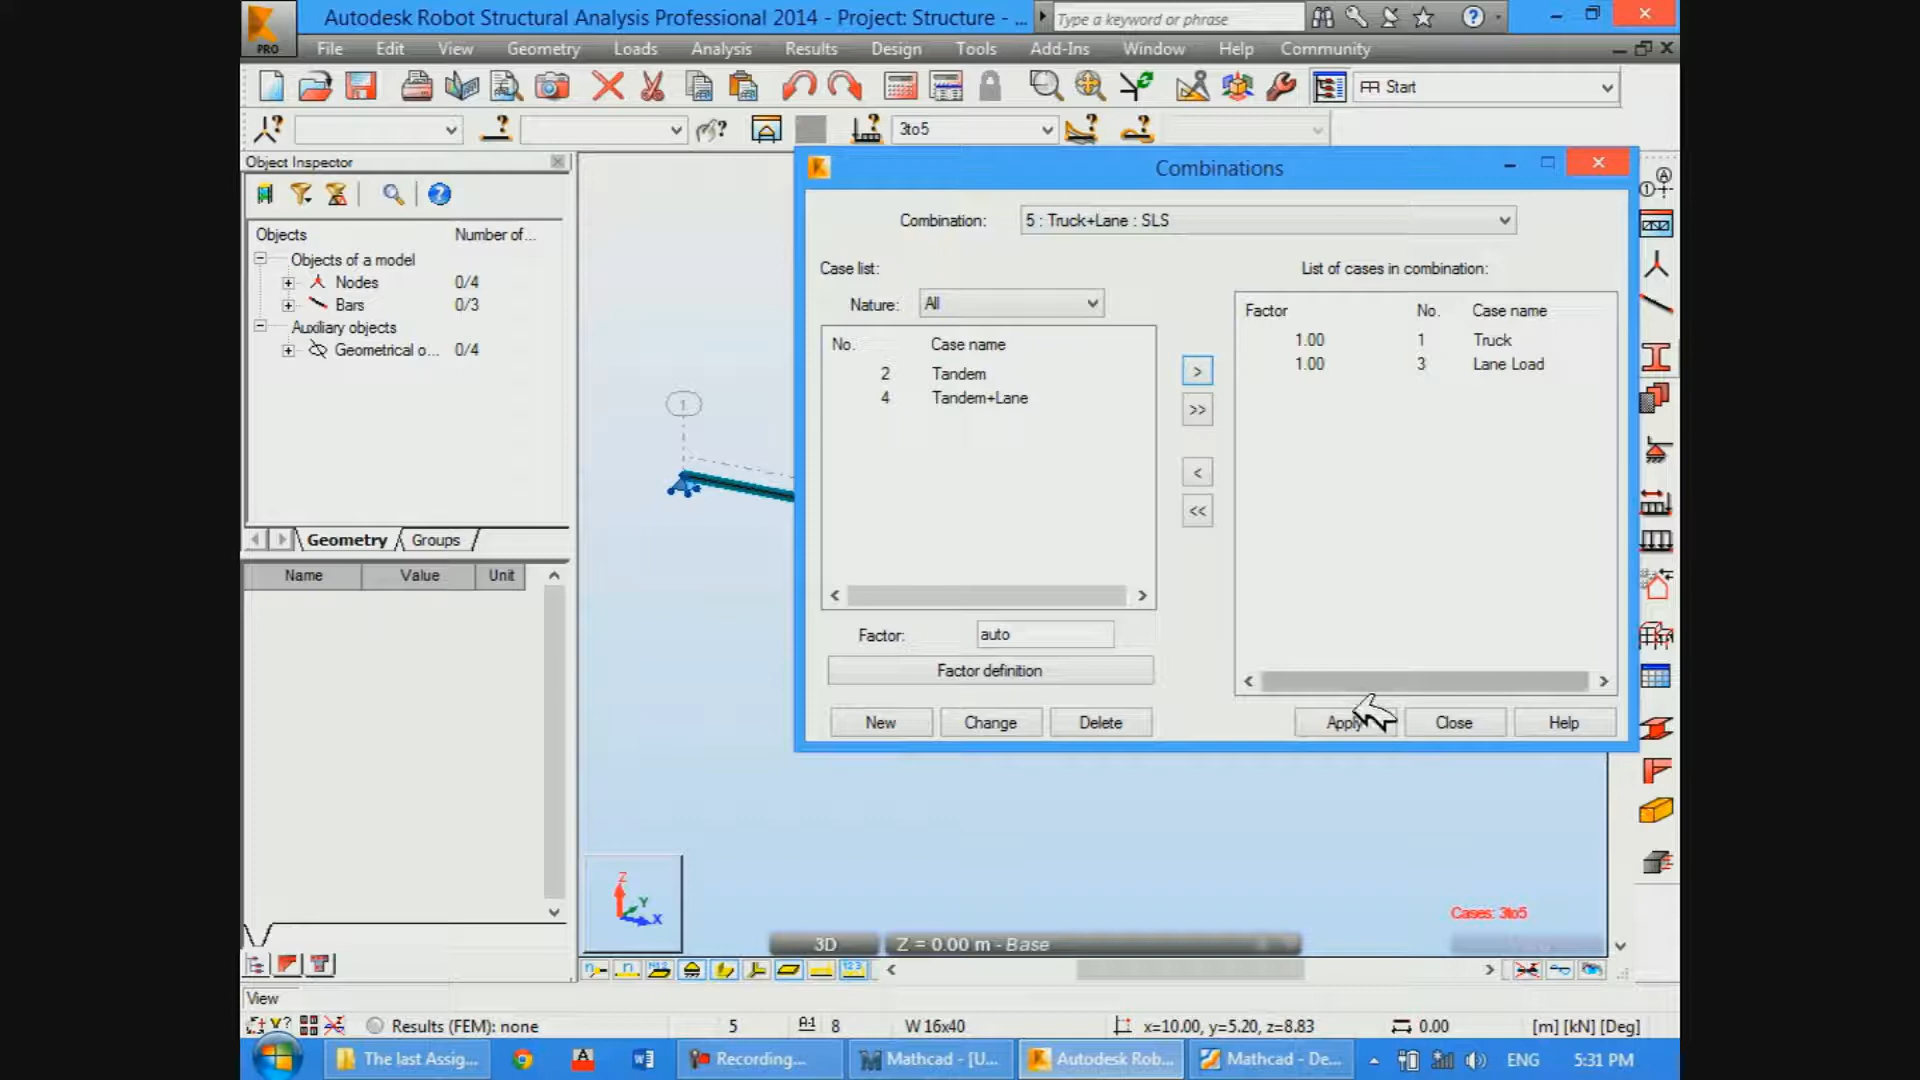 Autodesk Robot Structural Analysis Professional 2014 - Project: Structure - ...
Type a keyword or phrase
PRO
File Edit View Geometry Loads Analysis Results Design Tools Add-Ins Window Help Community
Start
3to5
Object Inspector
Objects Number of...
Objects of a model
Nodes 0/4
Bars 0/3
Auxiliary objects
Geometrical o... 0/4
Geometry Groups
Name Value Unit
1
Combinations
Combination: 5 : Truck+Lane : SLS
Case list:
Nature: All
No. Case name
2 Tandem
4 Tandem+Lane
>
>>
<
<<
List of cases in combination:
Factor No. Case name
1.00 1 Truck
1.00 3 Lane Load
Factor: auto
Factor definition
New Change Delete
Apply Close Help
Z
Y
X
Cases: 3to5
3D Z = 0.00 m - Base
View
Results (FEM): none 5 8 W 16x40 x=10.00, y=5.20, z=8.83 0.00 [m] [kN] [Deg]
The last Assig... Recording... Mathcad - [U... Autodesk Rob... Mathcad - De... ENG 5:31 PM